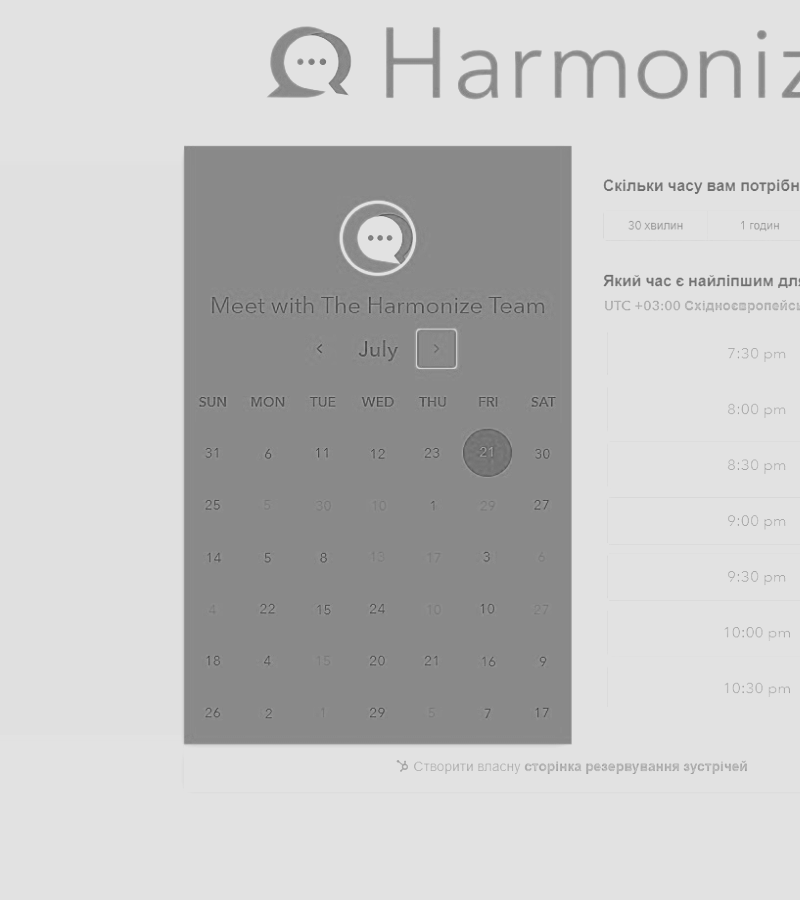 Harmoniz
Meet with The Harmonize Team
July
SUN MON TUE WED THU FRI SAT
31 6 11 12 23 21 30
25 5 30 10 1 29 27
14 5 8 13 17 3 6
4 22 15 24 10 10 27
18 4 15 20 21 16 9
26 2 1 29 5 7 17
Скільки часу вам потрібн
30 хвилин 1 годин
Який час є найліпшим дл
UTC +03:00 Східноєвропейсь
7:30 pm
8:00 pm
8:30 pm
9:00 pm
9:30 pm
10:00 pm
10:30 pm
Створити власну сторінка резервування зустрічей